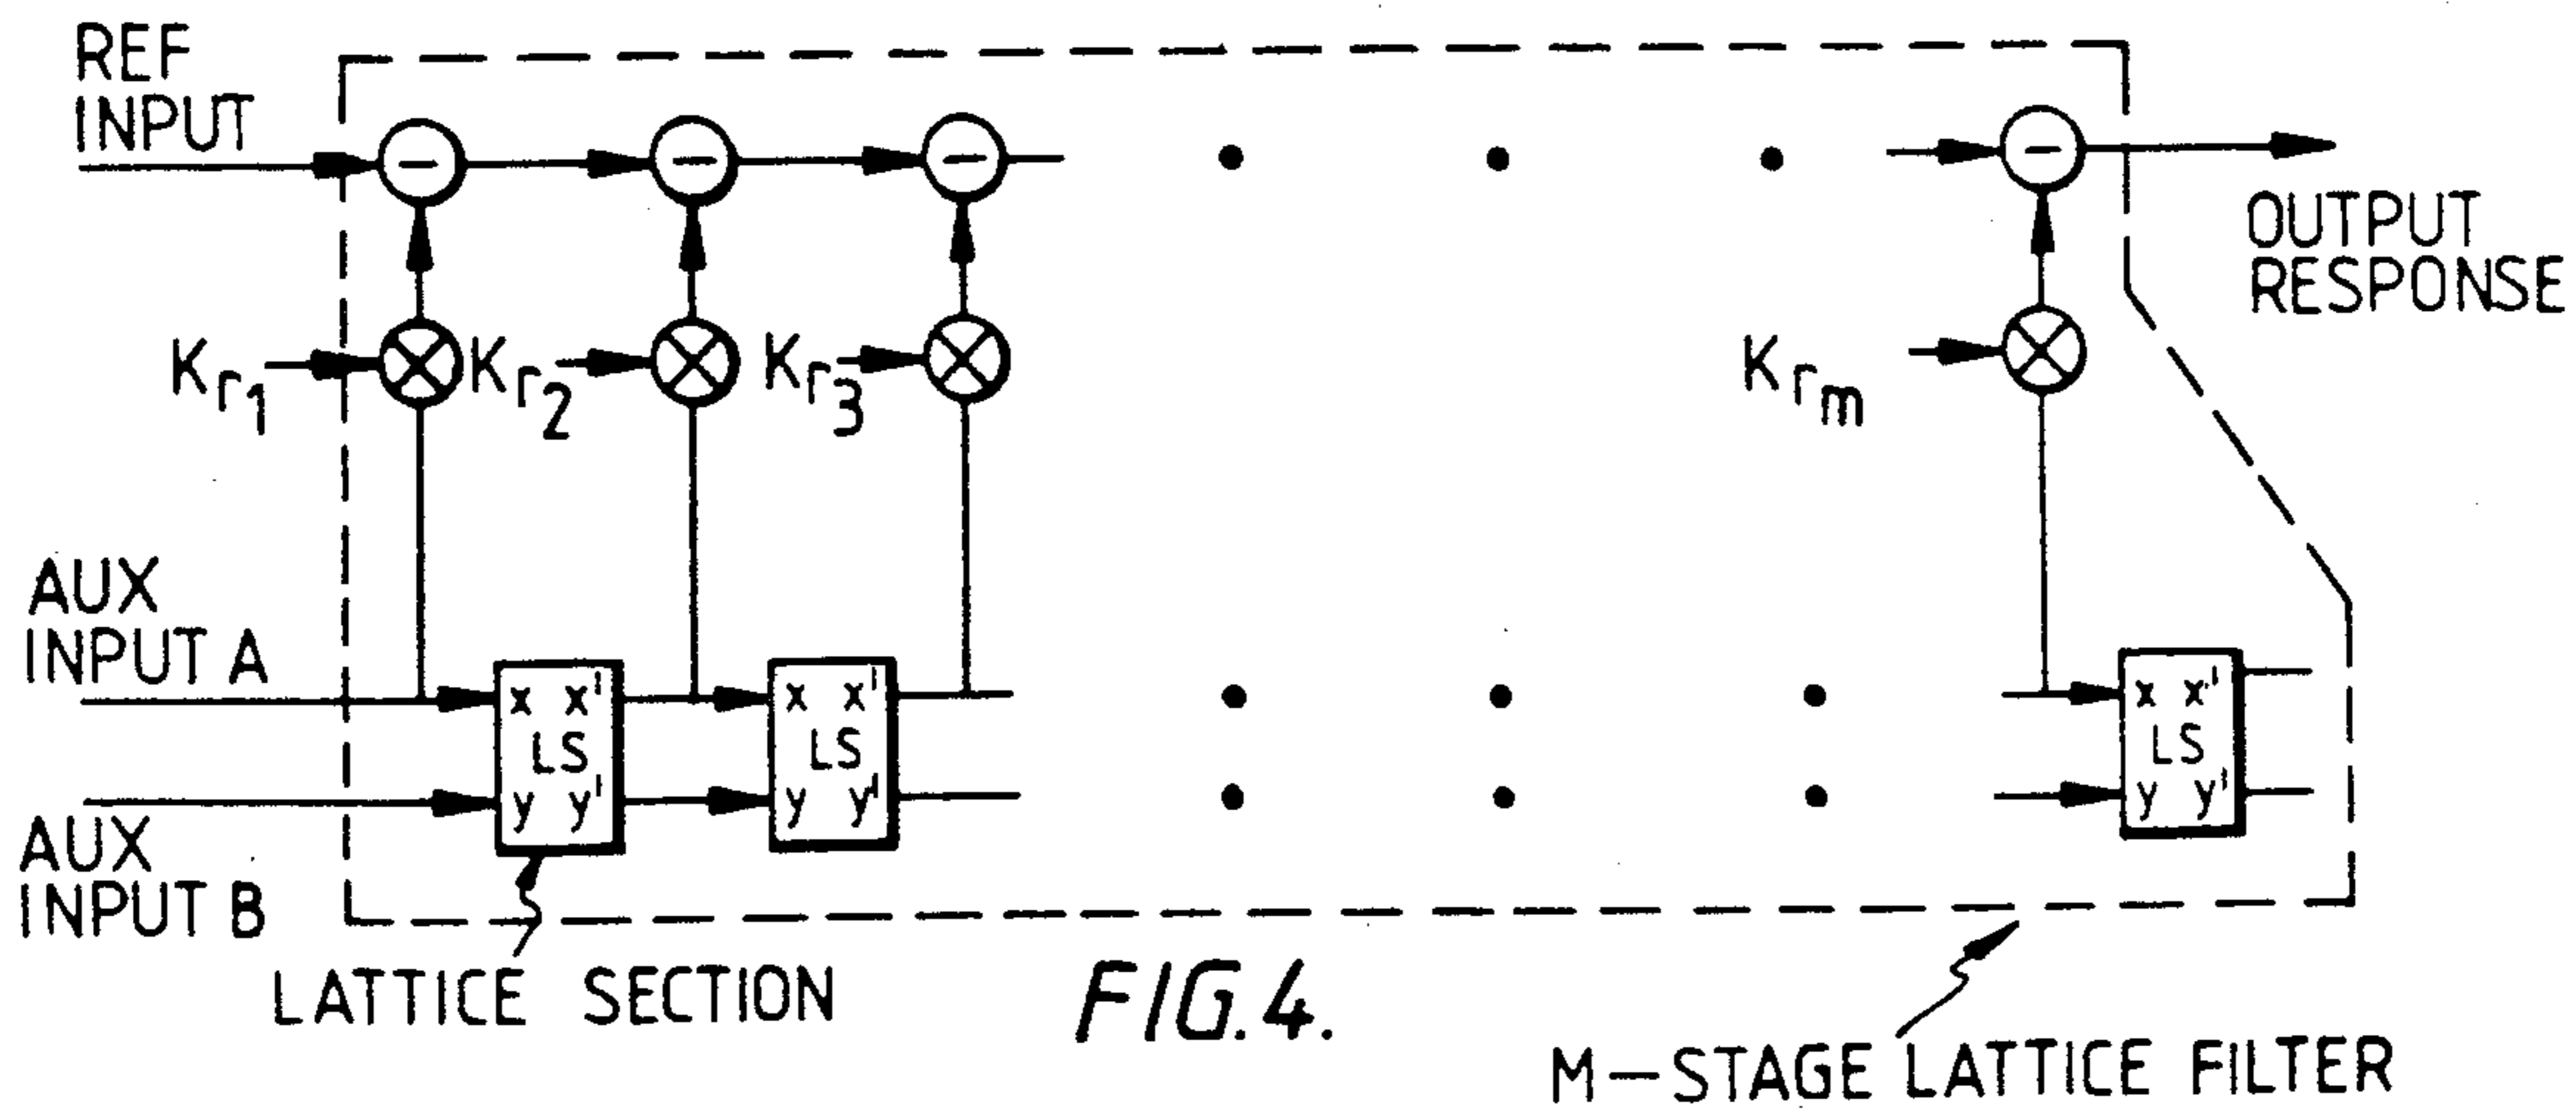 REF
INPUT
− − − −
OUTPUT
RESPONSE
Kr1 Kr2 Kr3 Krm
AUX
INPUT A
x x' x x' x x'
LS LS LS
y y' y y' y y'
AUX
INPUT B
LATTICE SECTION
FIG.4.
M-STAGE LATTICE FILTER